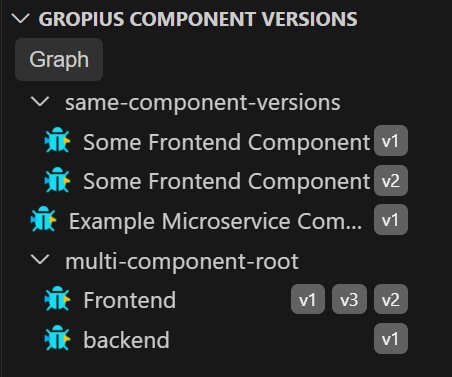 GROPIUS COMPONENT VERSIONS
Graph
same-component-versions
Some Frontend Component v1
Some Frontend Component v2
Example Microservice Com... v1
multi-component-root
Frontend v1 v3 v2
backend v1